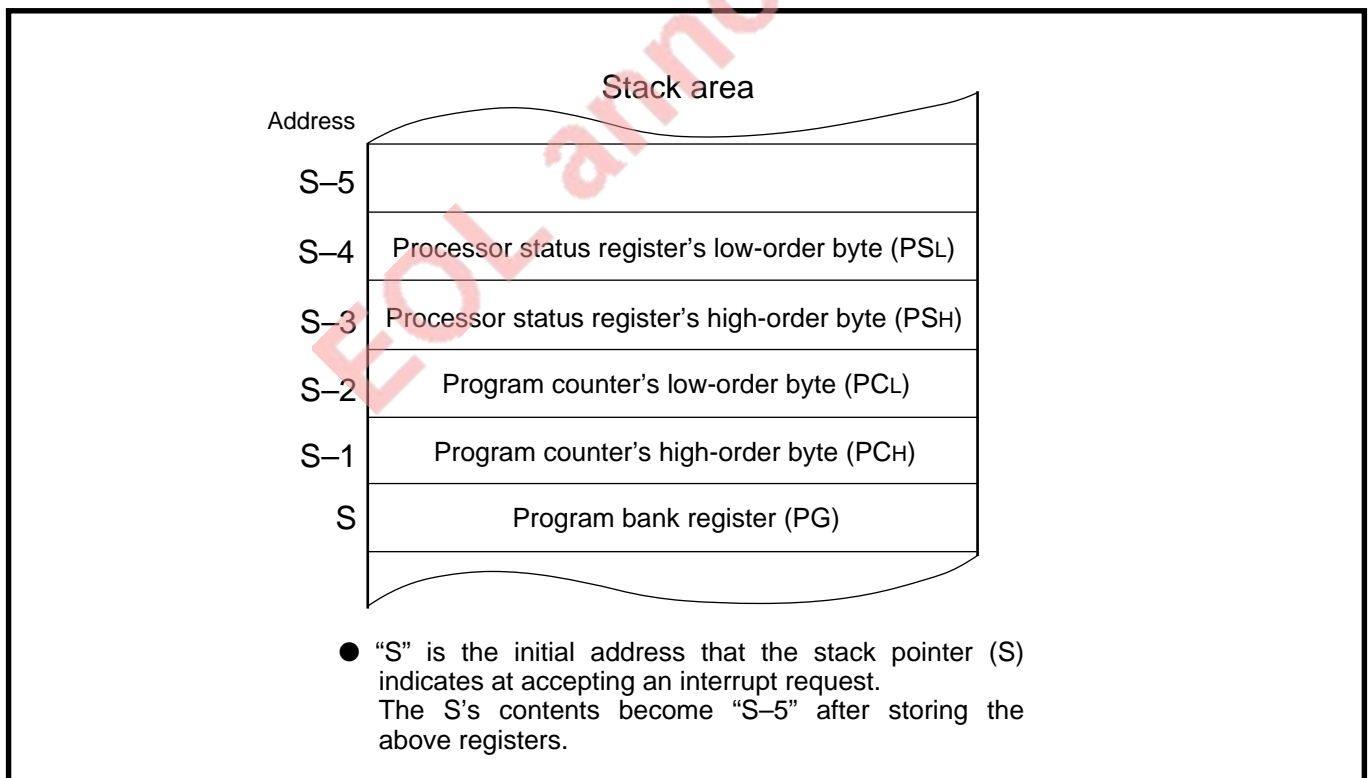 Stack area
Address
S–5
S–4 Processor status register’s low-order byte (PSL)
S–3 Processor status register’s high-order byte (PSH)
S–2 Program counter’s low-order byte (PCL)
S–1 Program counter’s high-order byte (PCH)
S Program bank register (PG)
● “S” is the initial address that the stack pointer (S)
indicates at accepting an interrupt request.
The S’s contents become “S–5” after storing the
above registers.
EOL